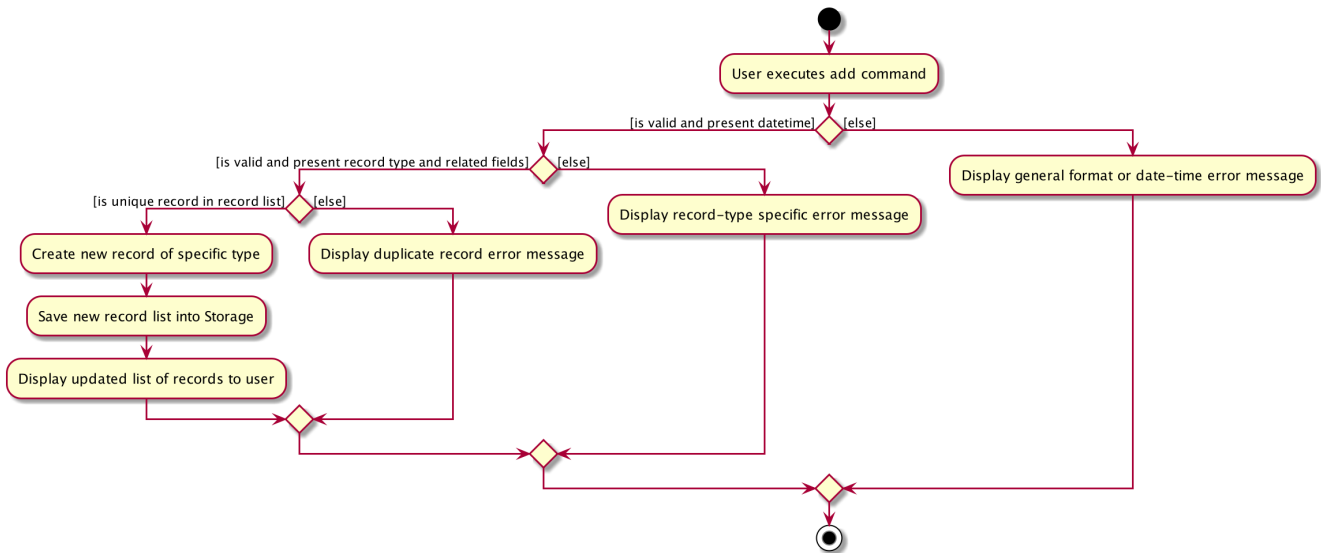 User executes add command
[is valid and present datetime]
[else]
[is valid and present record type and related fields]
[else]
Display general format or date-time error message
[is unique record in record list]
[else]
Display record-type specific error message
Create new record of specific type
Display duplicate record error message
Save new record list into Storage
Display updated list of records to user